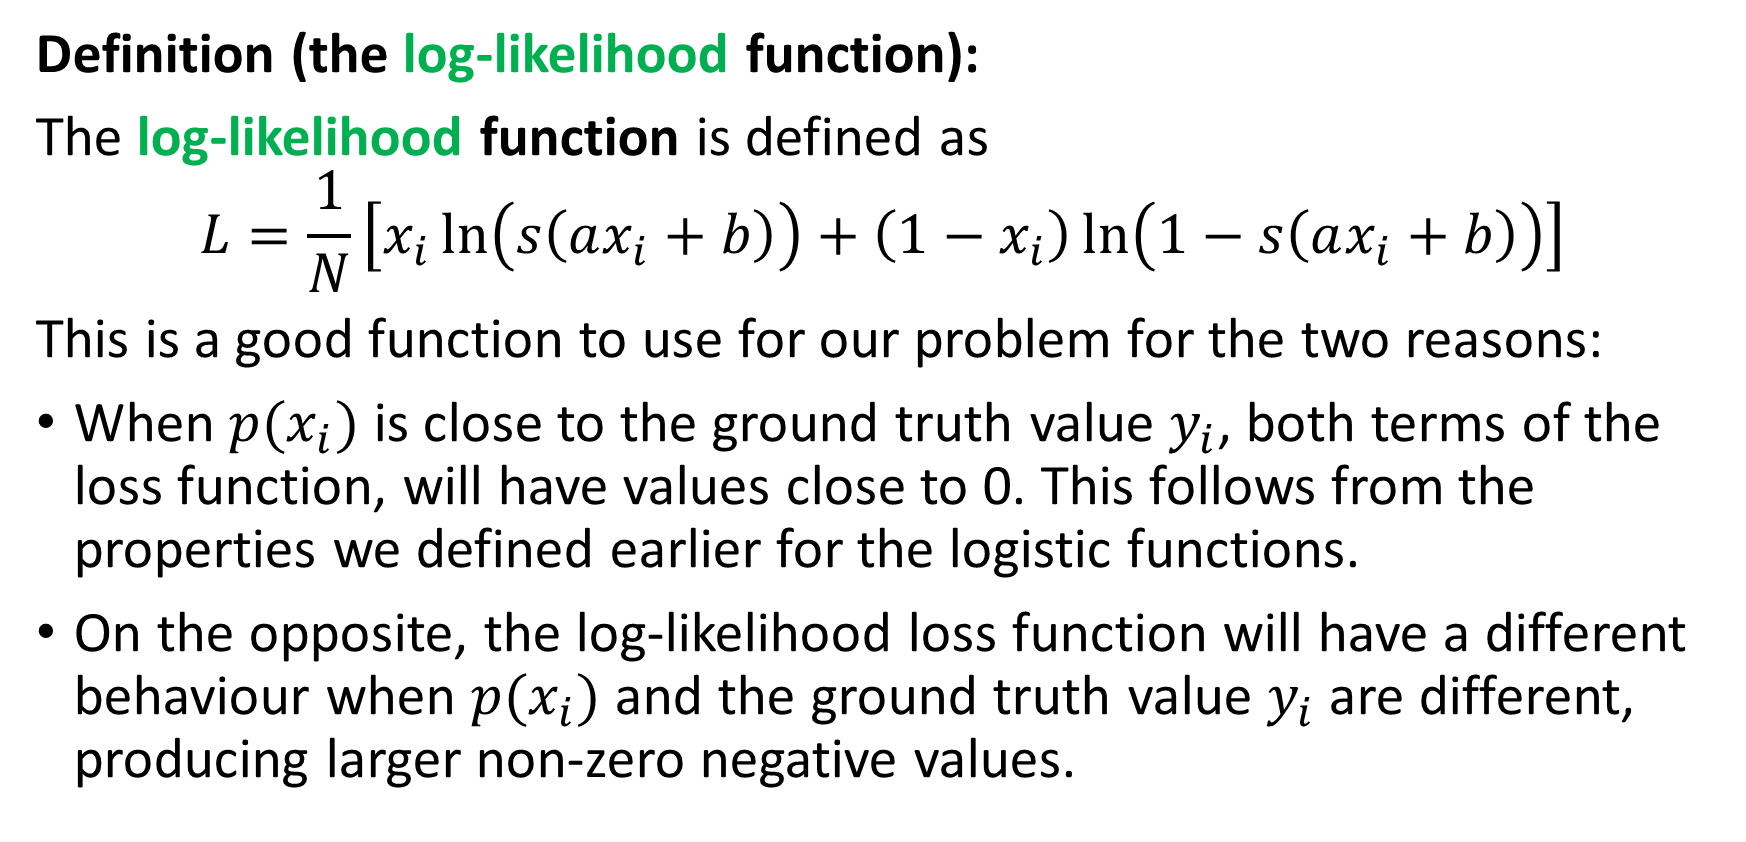 Definition (the log-likelihood function):
The log-likelihood function is defined as
L = 1/N [x_i ln(s(ax_i + b)) + (1 − x_i) ln(1 − s(ax_i + b))]
This is a good function to use for our problem for the two reasons:
• When p(x_i) is close to the ground truth value y_i, both terms of the
loss function, will have values close to 0. This follows from the
properties we defined earlier for the logistic functions.
• On the opposite, the log-likelihood loss function will have a different
behaviour when p(x_i) and the ground truth value y_i are different,
producing larger non-zero negative values.